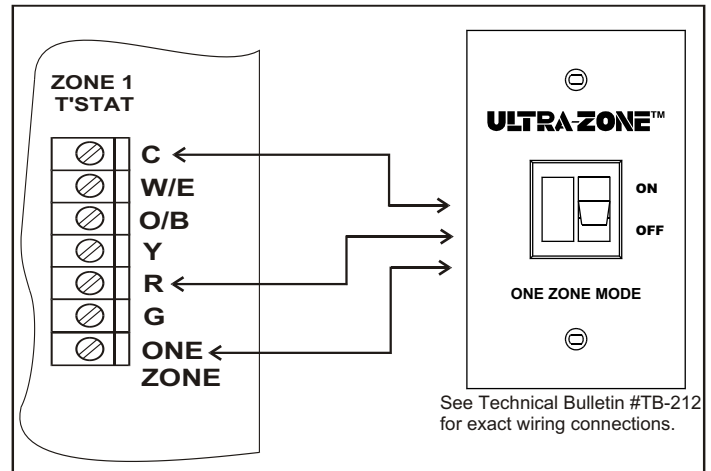 ZONE 1
T'STAT
C
W/E
O/B
Y
R
G
ONE
ZONE
ULTRA-ZONE™
ON
OFF
ONE ZONE MODE
See Technical Bulletin #TB-212
for exact wiring connections.